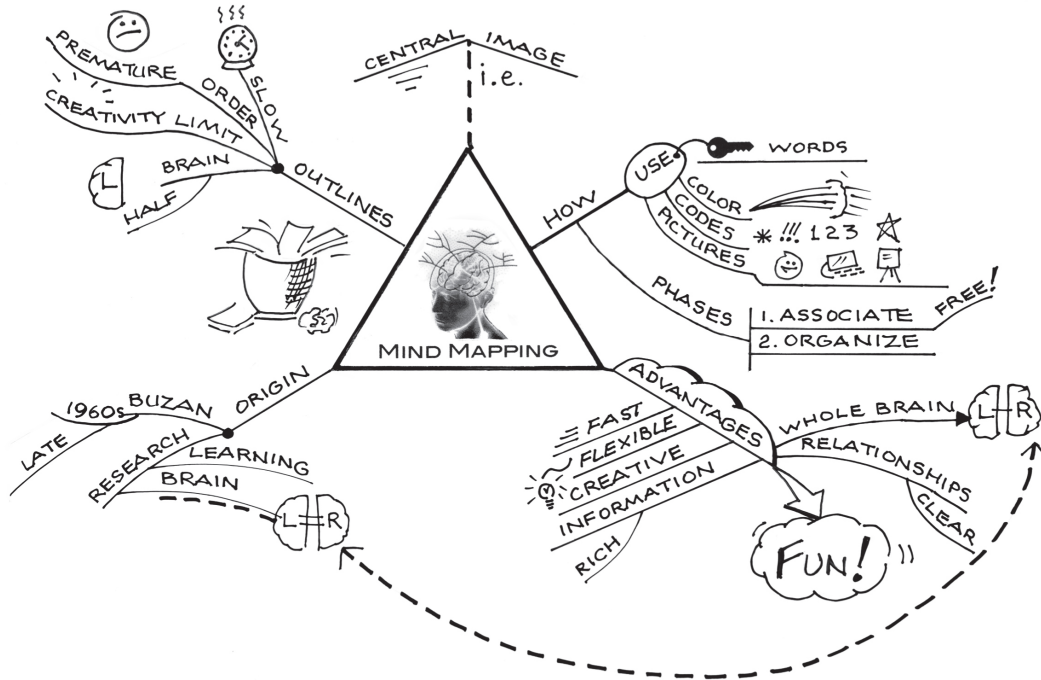 CENTRAL IMAGE
i.e.
MIND MAPPING
OUTLINES
SLOW
ORDER
PREMATURE
CREATIVITY LIMIT
BRAIN
L
HALF
HOW
USE
WORDS
COLOR
CODES
* !!! 1 2 3
PICTURES
PHASES
1. ASSOCIATE
FREE!
2. ORGANIZE
ADVANTAGES
WHOLE BRAIN
L R
RELATIONSHIPS
CLEAR
FUN!
FAST
FLEXIBLE
CREATIVE
INFORMATION
RICH
ORIGIN
BUZAN
1960s
LATE
RESEARCH
LEARNING
BRAIN
L R